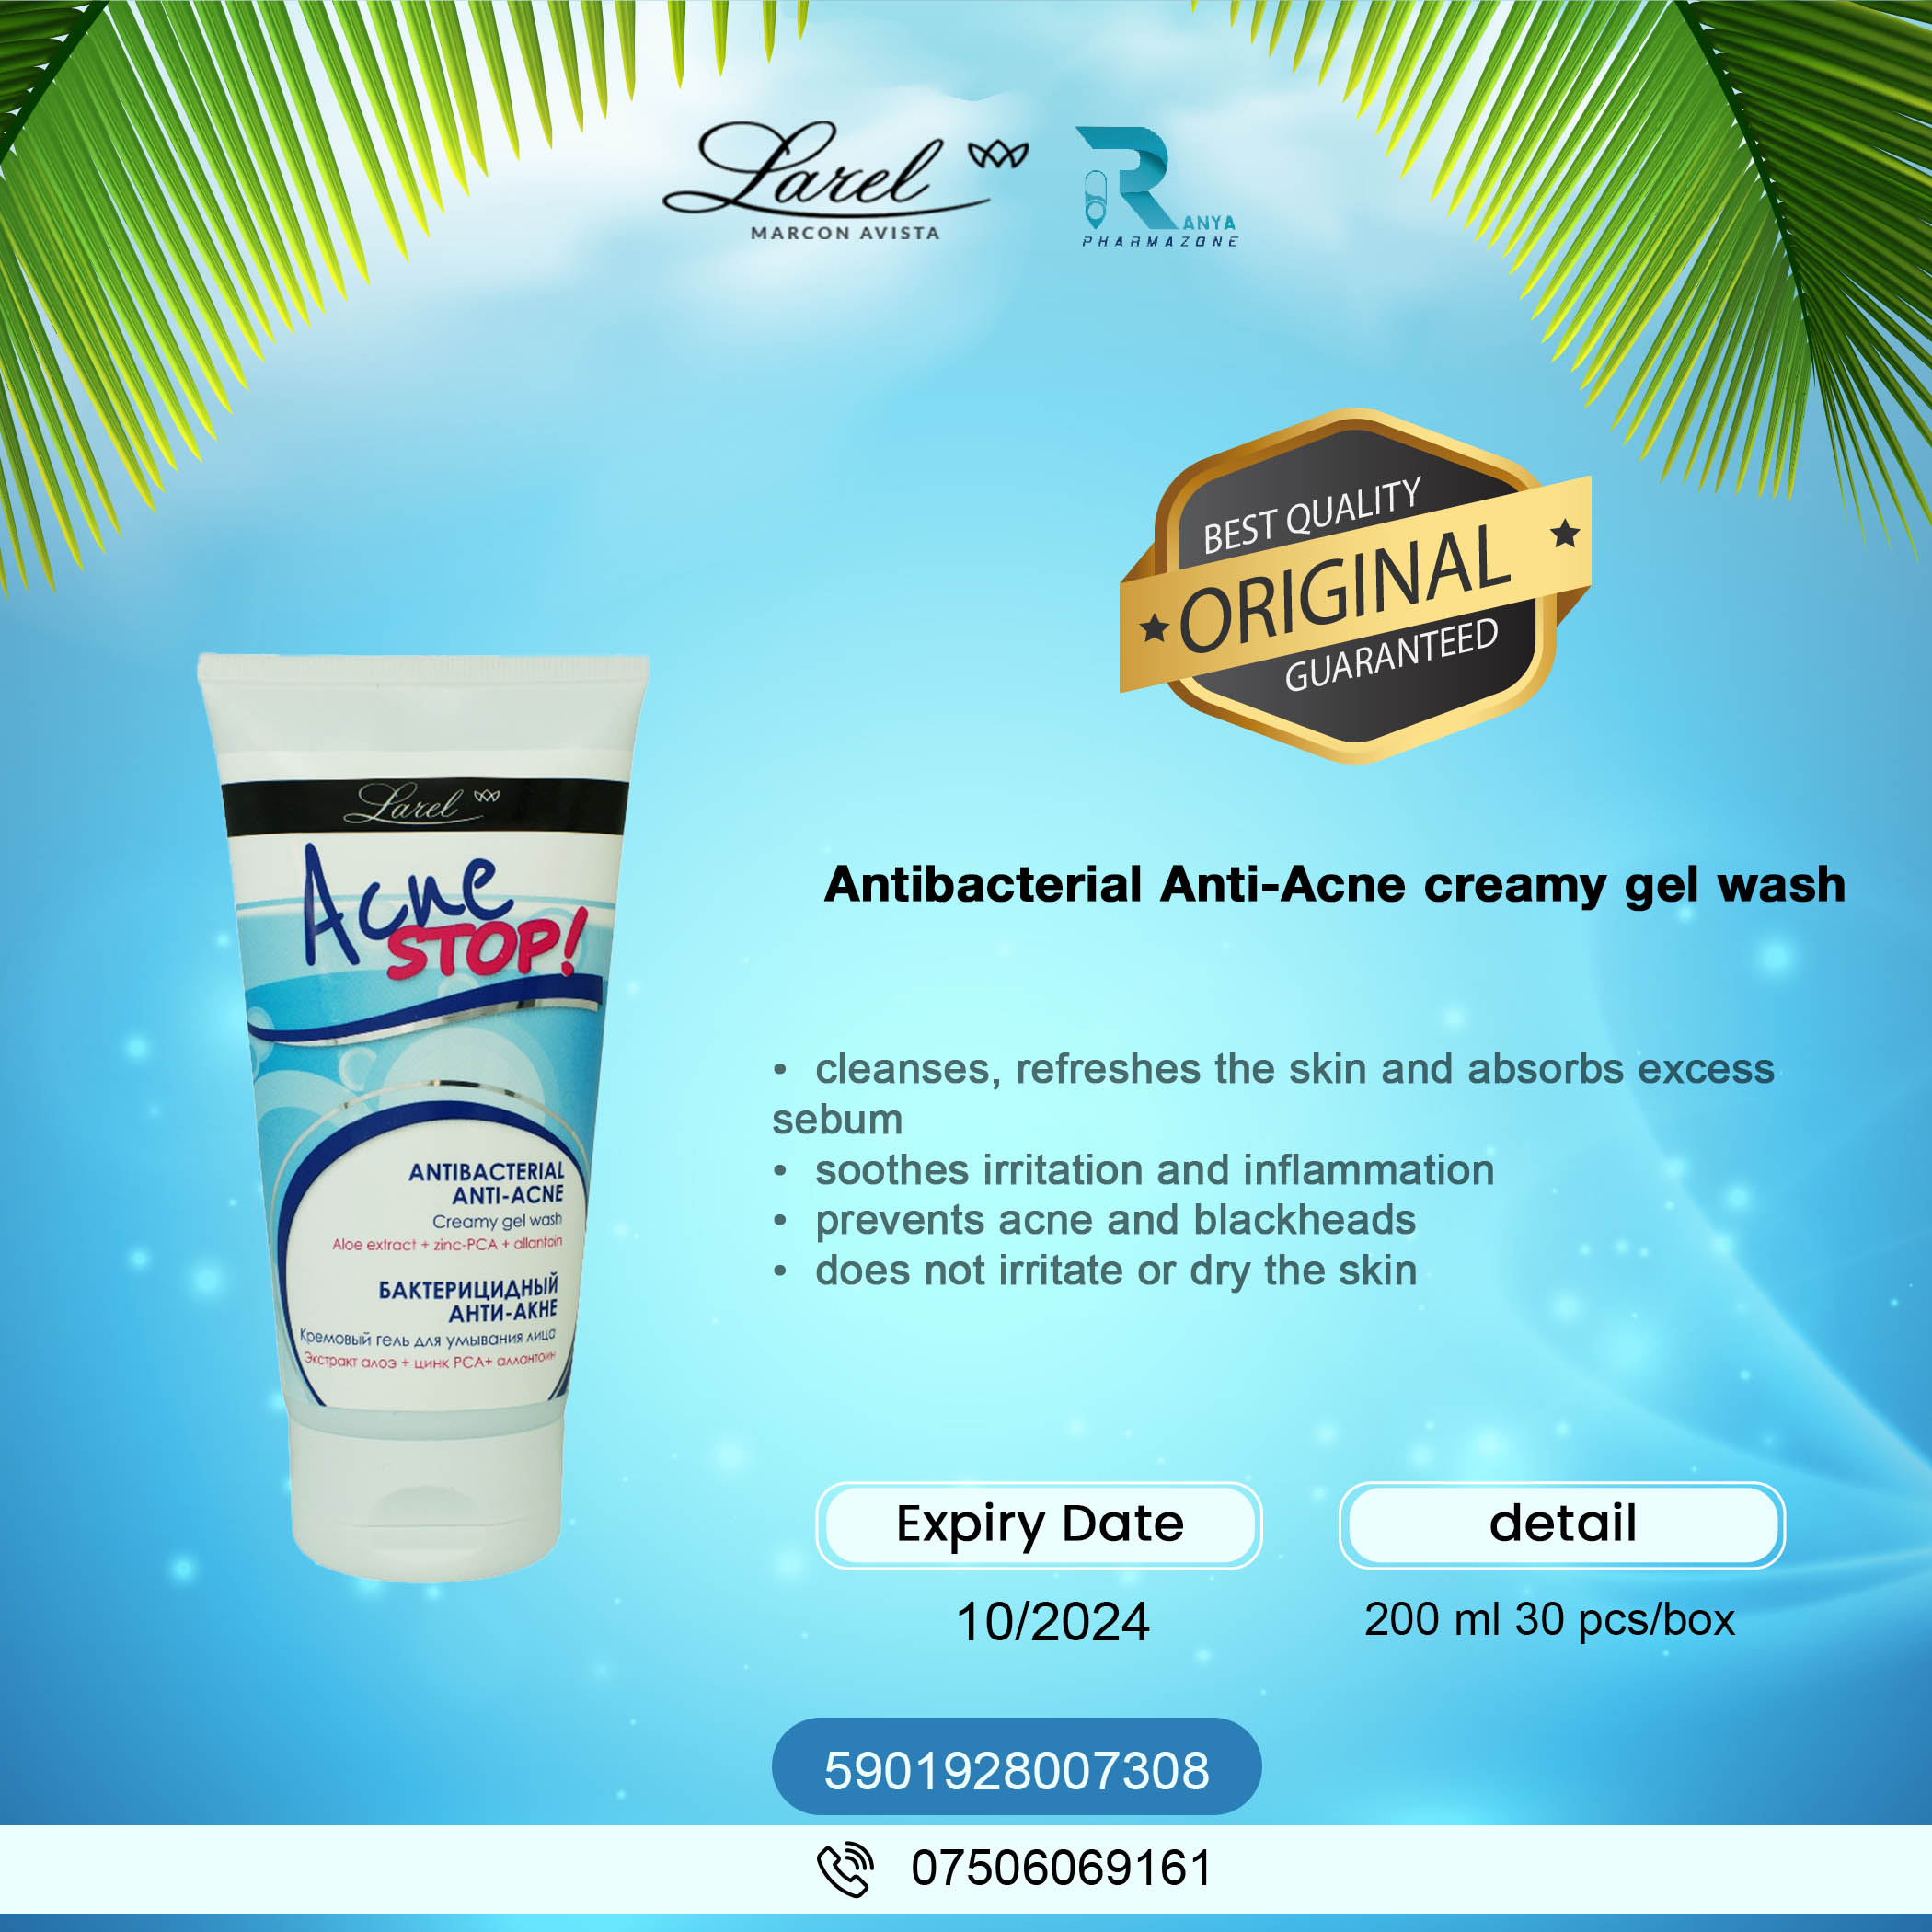 Larel
MARCON AVISTA
RANYA
PHARMAZONE
BEST QUALITY
ORIGINAL
GUARANTEED
Larel
Acne
STOP!
ANTIBACTERIAL
ANTI-ACNE
Creamy gel wash
Aloe extract + zinc-PCA + allantoin
БАКТЕРИЦИДНЫЙ
АНТИ-АКНЕ
Кремовый гель для умывания лица
Экстракт алоэ + цинк PCA+ аллантоин
Antibacterial Anti-Acne creamy gel wash
• cleanses, refreshes the skin and absorbs excess
sebum
• soothes irritation and inflammation
• prevents acne and blackheads
• does not irritate or dry the skin
Expiry Date
10/2024
detail
200 ml 30 pcs/box
5901928007308
07506069161